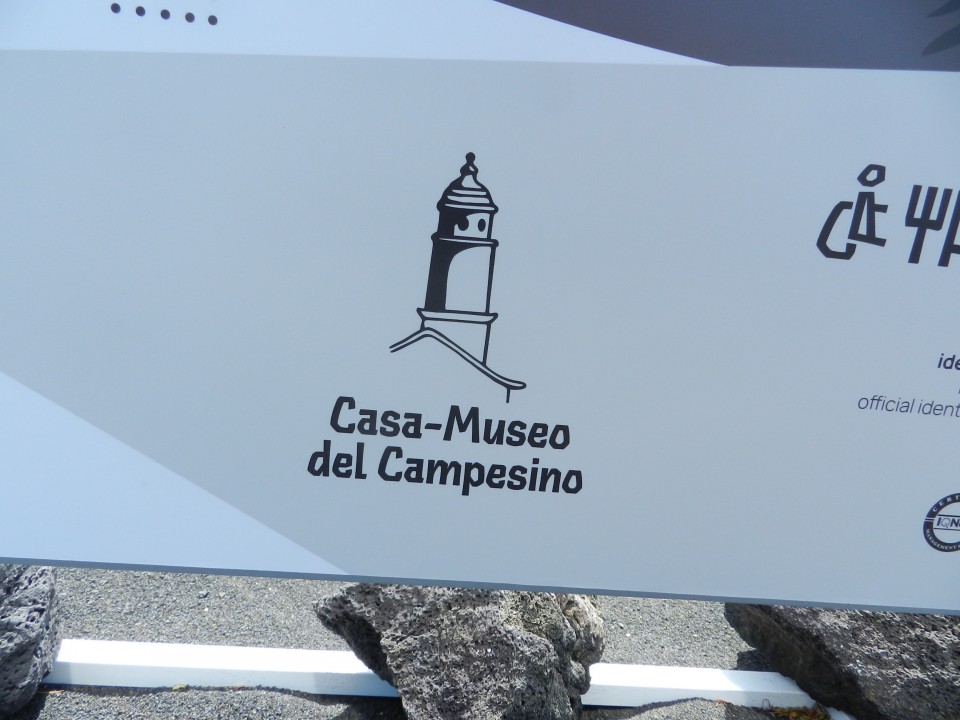 Casa-Museo
del Campesino
official ident